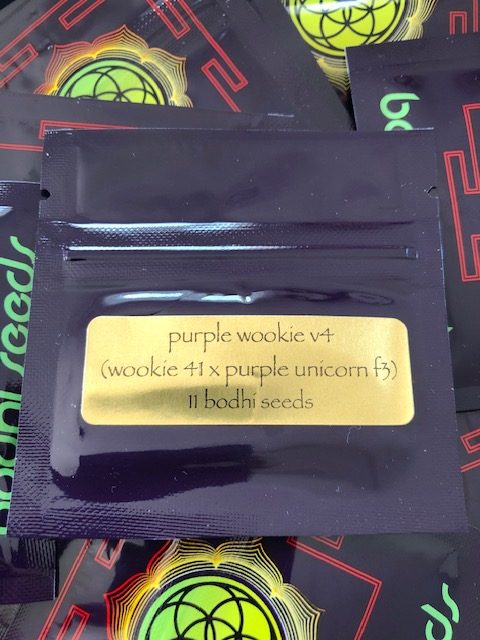 purple wookie v4
(wookie 41 x purple unicorn f3)
11 bodhi seeds
bodhi seeds